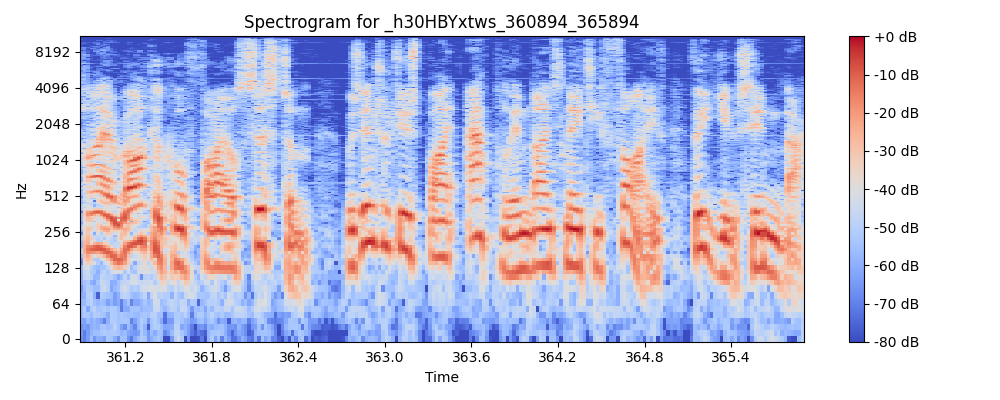 Spectrogram for _h30HBYxtws_360894_365894
Hz
8192
4096
2048
1024
512
256
128
64
0
361.2 361.8 362.4 363.0 363.6 364.2 364.8 365.4
Time
+0 dB
-10 dB
-20 dB
-30 dB
-40 dB
-50 dB
-60 dB
-70 dB
-80 dB